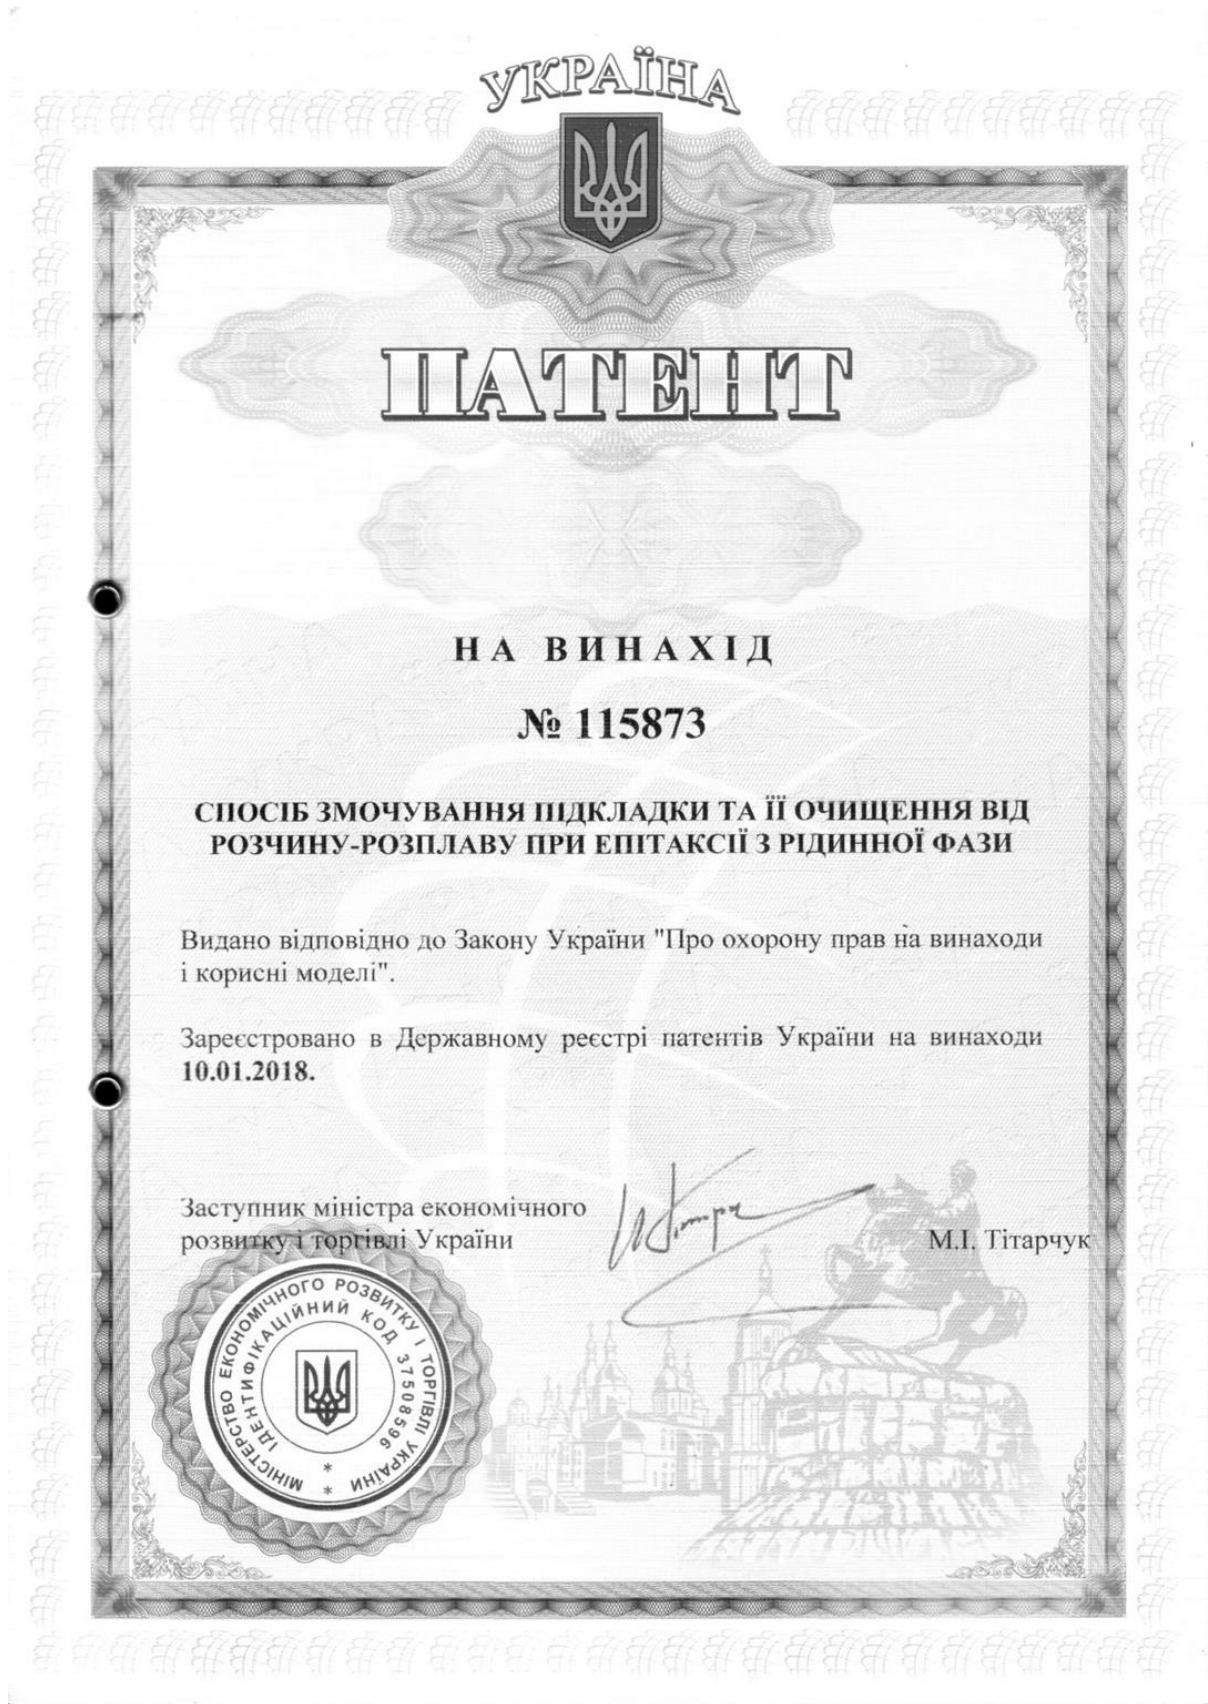 УКРАЇНА
ПАТЕНТ
НА ВИНАХІД
№ 115873
СПОСІБ ЗМОЧУВАННЯ ПІДКЛАДКИ ТА ЇЇ ОЧИЩЕННЯ ВІД
РОЗЧИНУ-РОЗПЛАВУ ПРИ ЕПІТАКСІЇ З РІДИННОЇ ФАЗИ
Видано відповідно до Закону України "Про охорону прав на винаходи
і корисні моделі".
Зареєстровано в Державному реєстрі патентів України на винаходи
10.01.2018.
Заступник міністра економічного
розвитку і торгівлі України
М.І. Тітарчук
МІНІСТЕРСТВО ЕКОНОМІЧНОГО РОЗВИТКУ І ТОРГІВЛІ УКРАЇНИ *
ІДЕНТИФІКАЦІЙНИЙ КОД 37508596 *